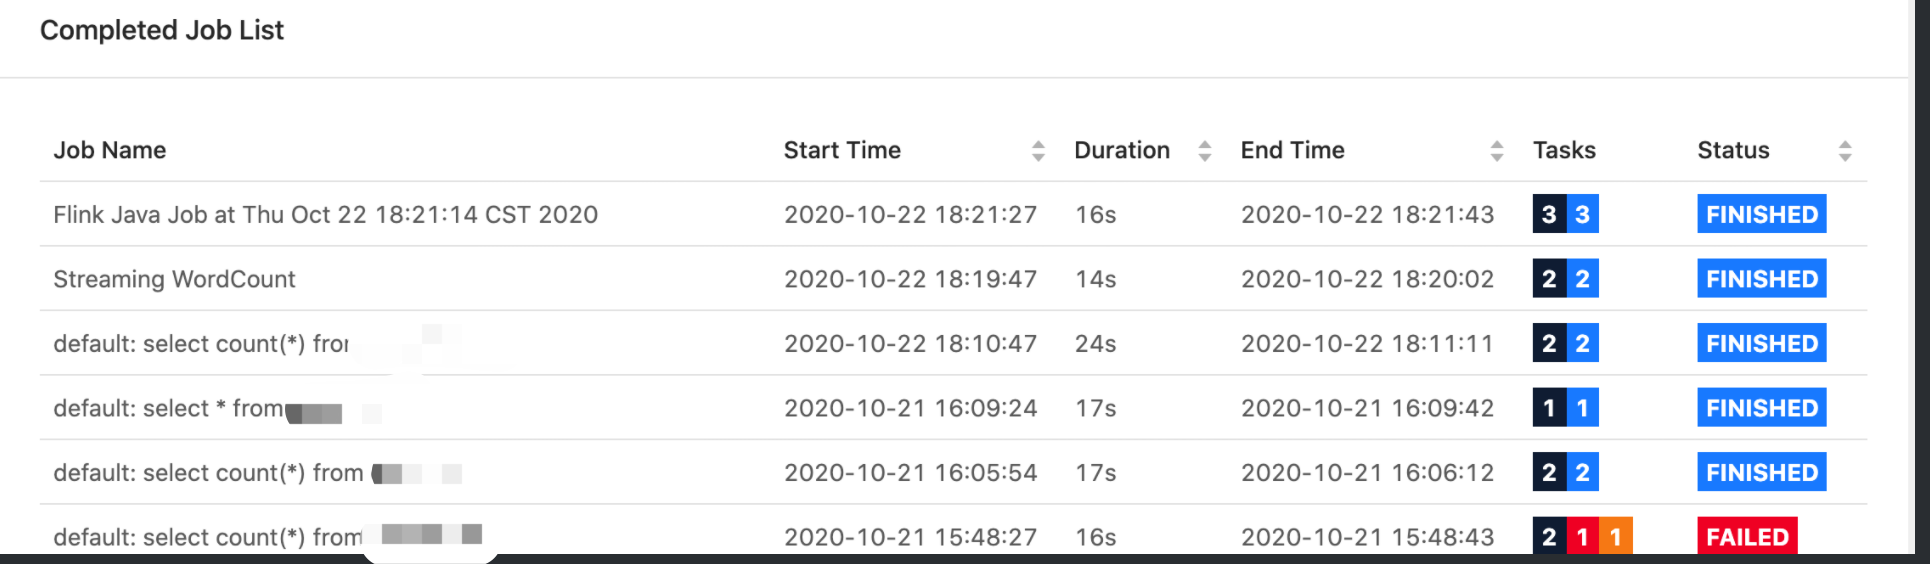 Completed Job List
Job Name Start Time Duration End Time Tasks Status
Flink Java Job at Thu Oct 22 18:21:14 CST 2020 2020-10-22 18:21:27 16s 2020-10-22 18:21:43 3 3 FINISHED
Streaming WordCount 2020-10-22 18:19:47 14s 2020-10-22 18:20:02 2 2 FINISHED
default: select count(*) from 2020-10-22 18:10:47 24s 2020-10-22 18:11:11 2 2 FINISHED
default: select * from 2020-10-21 16:09:24 17s 2020-10-21 16:09:42 1 1 FINISHED
default: select count(*) from 2020-10-21 16:05:54 17s 2020-10-21 16:06:12 2 2 FINISHED
default: select count(*) from 2020-10-21 15:48:27 16s 2020-10-21 15:48:43 2 1 1 FAILED